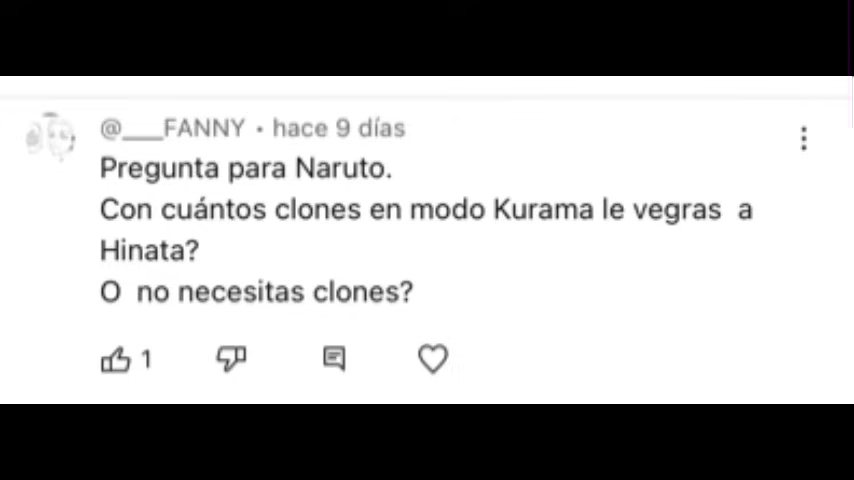 @___FANNY • hace 9 días
Pregunta para Naruto.
Con cuántos clones en modo Kurama le vegras a
Hinata?
O no necesitas clones?
1